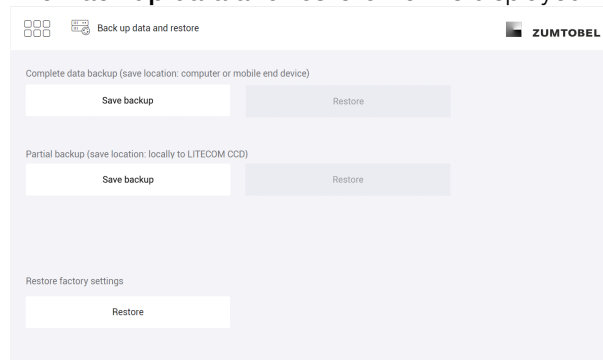 Back up data and restore
ZUMTOBEL
Complete data backup (save location: computer or mobile end device)
Save backup Restore
Partial backup (save location: locally to LITECOM CCD)
Save backup Restore
Restore factory settings
Restore